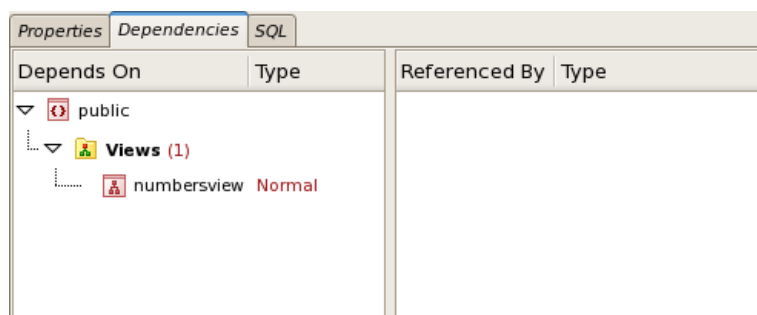 Properties Dependencies SQL
Depends On Type Referenced By Type
public
Views (1)
numbersview Normal